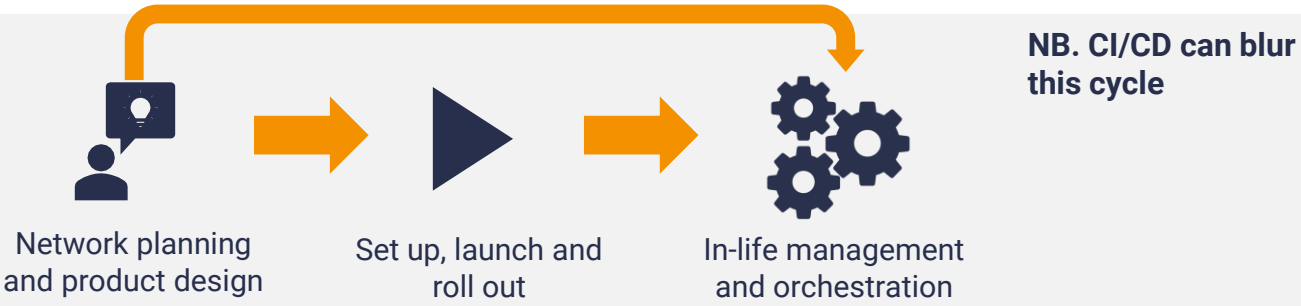 NB. CI/CD can blur
this cycle
Network planning
and product design
Set up, launch and
roll out
In-life management
and orchestration